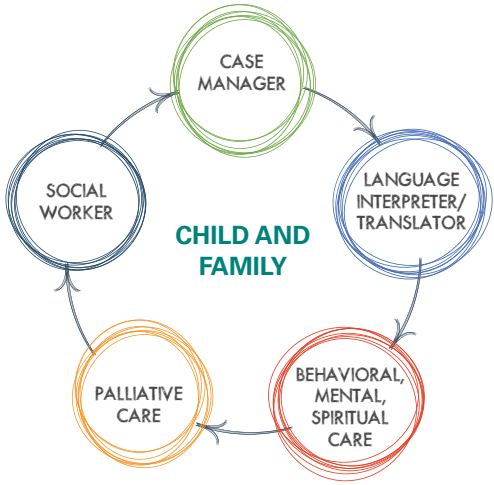 CASE
MANAGER
LANGUAGE
INTERPRETER/
TRANSLATOR
BEHAVIORAL,
MENTAL,
SPIRITUAL
CARE
PALLIATIVE
CARE
SOCIAL
WORKER
CHILD AND
FAMILY